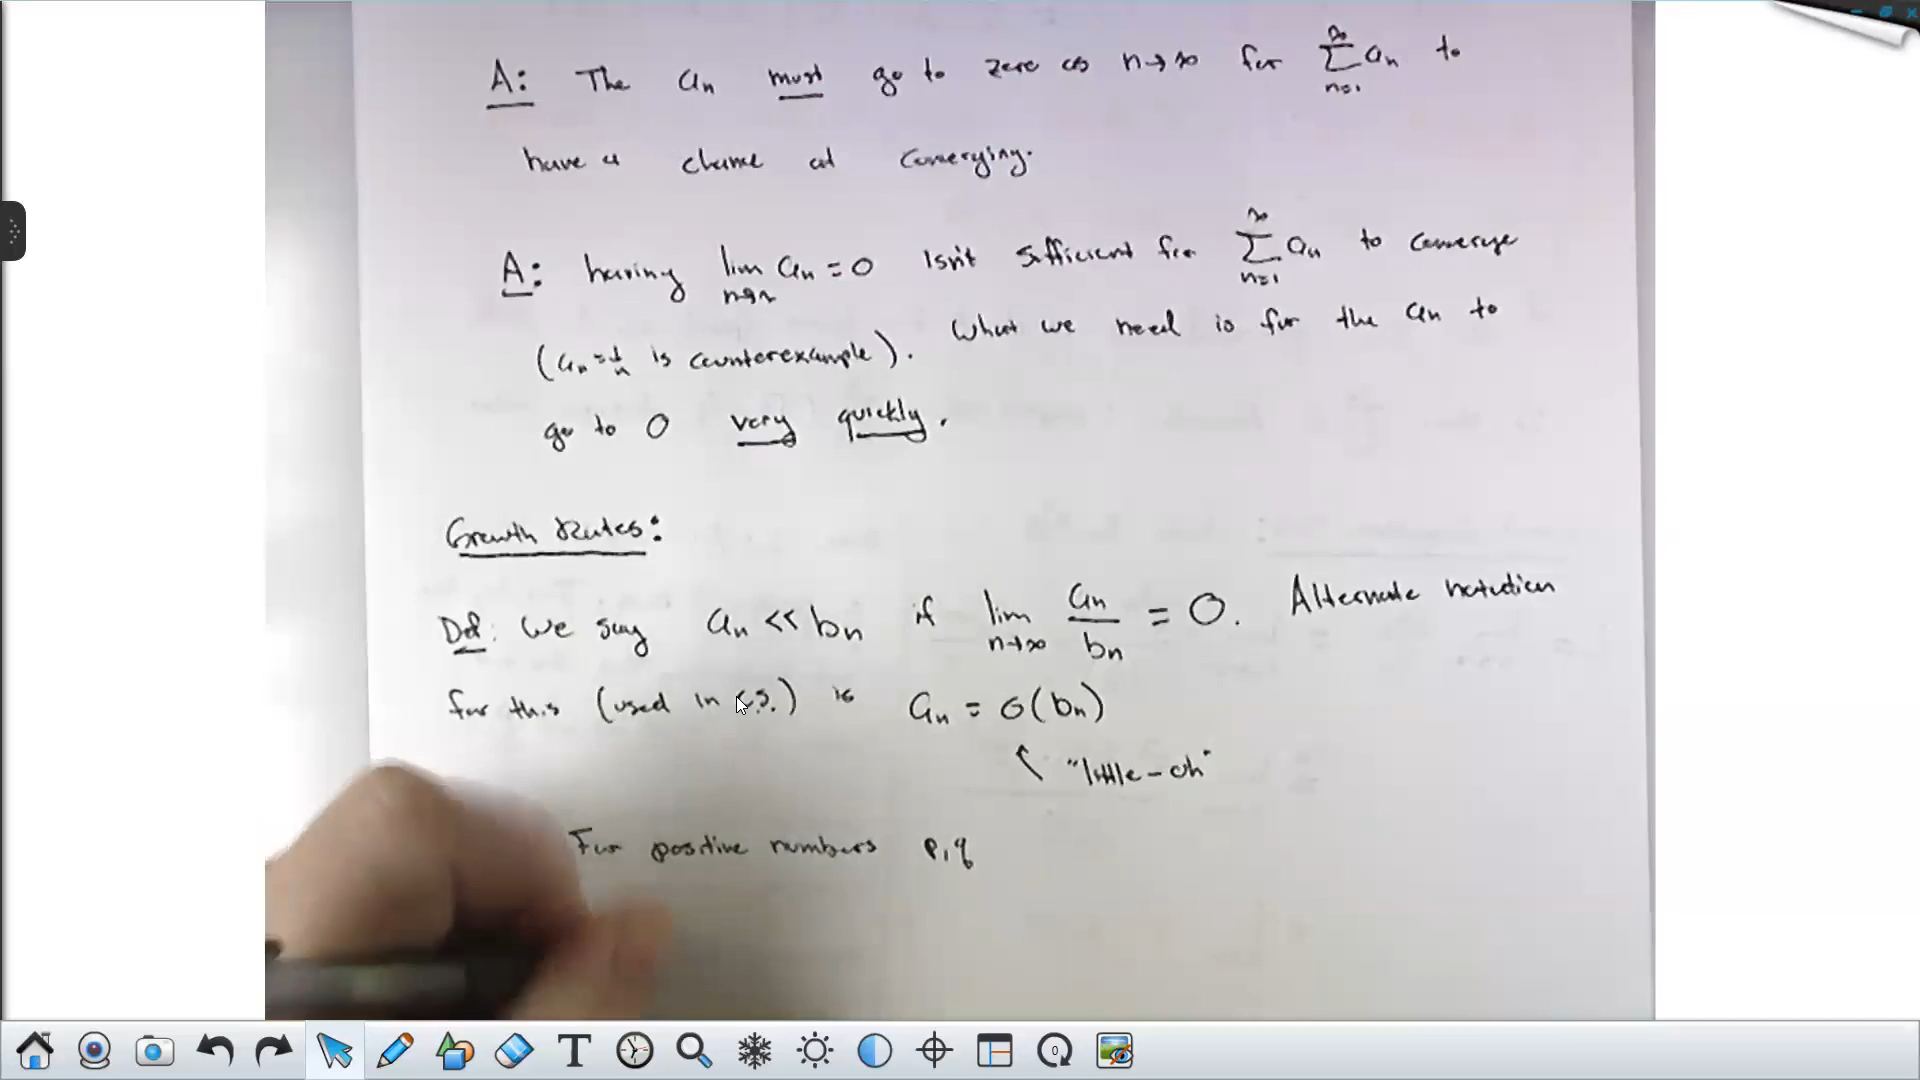 A: The aₙ must go to zero as n→∞ for ∑_{n=1}^∞ aₙ to
have a chance at converging.
A: having lim_{n→∞} aₙ = 0 isn't sufficient for ∑_{n=1}^∞ aₙ to converge
(aₙ = 1/n is counterexample). What we need is for the aₙ to
go to 0 very quickly.
Growth Rates:
Def: We say aₙ << bₙ if lim_{n→∞} aₙ/bₙ = 0. Alternate notation
for this (used in C.S.) is aₙ = o(bₙ)
"little-oh"
For positive numbers p, q
T
0